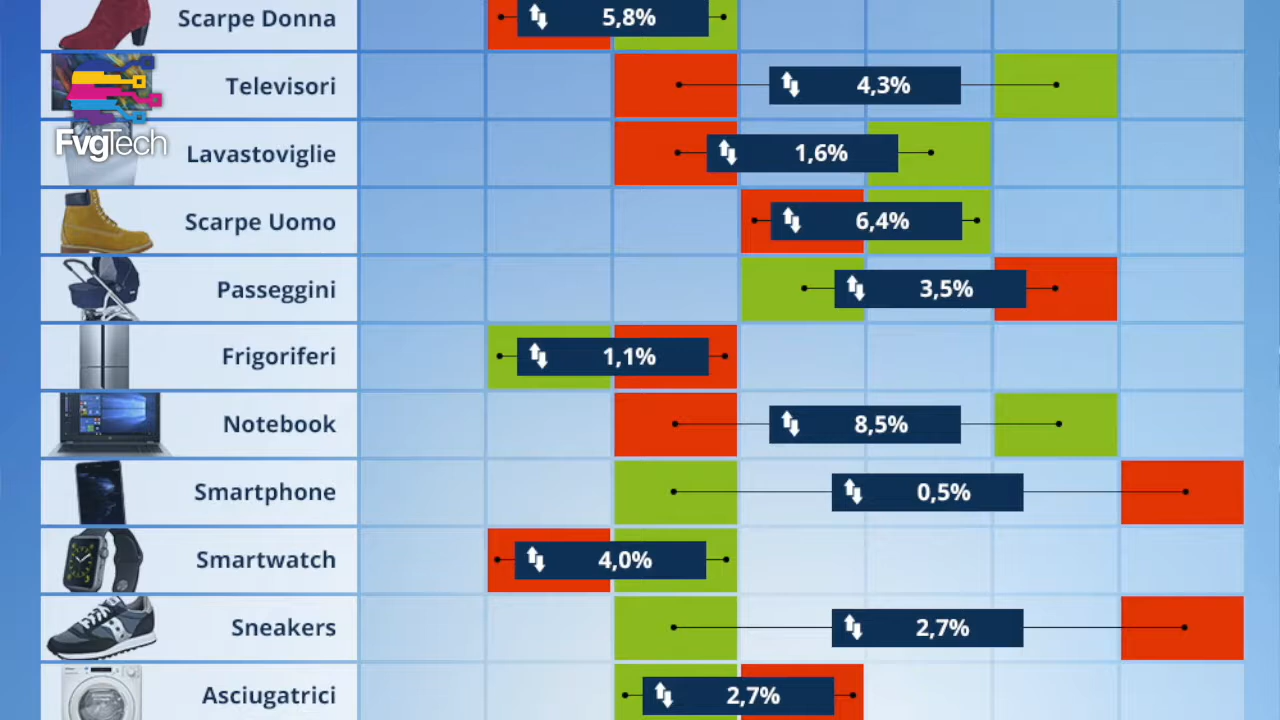 Scarpe Donna 5,8%
Televisori 4,3%
FvgTech
Lavastoviglie 1,6%
Scarpe Uomo 6,4%
Passeggini 3,5%
Frigoriferi 1,1%
Notebook 8,5%
Smartphone 0,5%
Smartwatch 4,0%
Sneakers 2,7%
Asciugatrici 2,7%